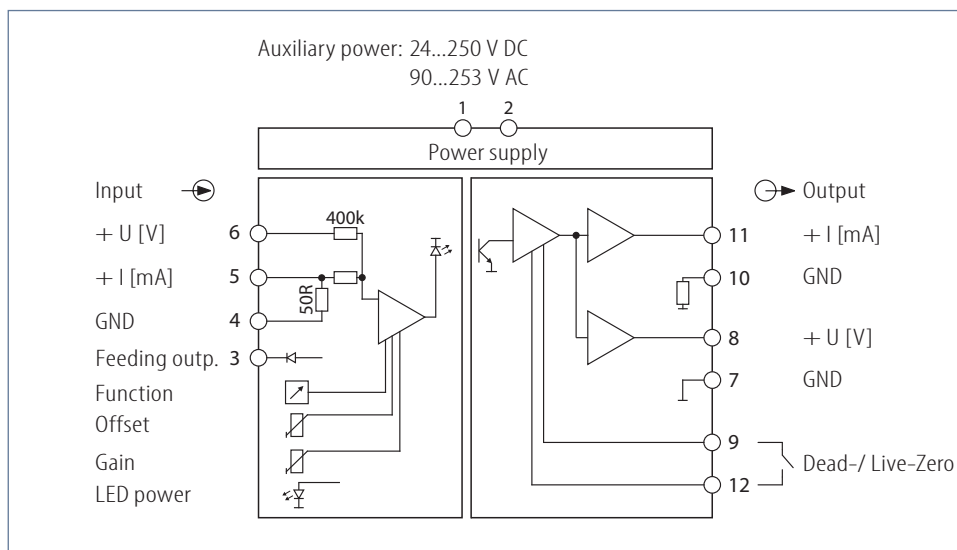 Auxiliary power: 24...250 V DC
90...253 V AC
1 2
Power supply
Input
Output
+ U [V] 6 400k
11 + I [mA]
+ I [mA] 5
50R
10 GND
GND 4
8 + U [V]
Feeding outp. 3
7 GND
Function
Offset
9
Dead-/ Live-Zero
Gain
12
LED power